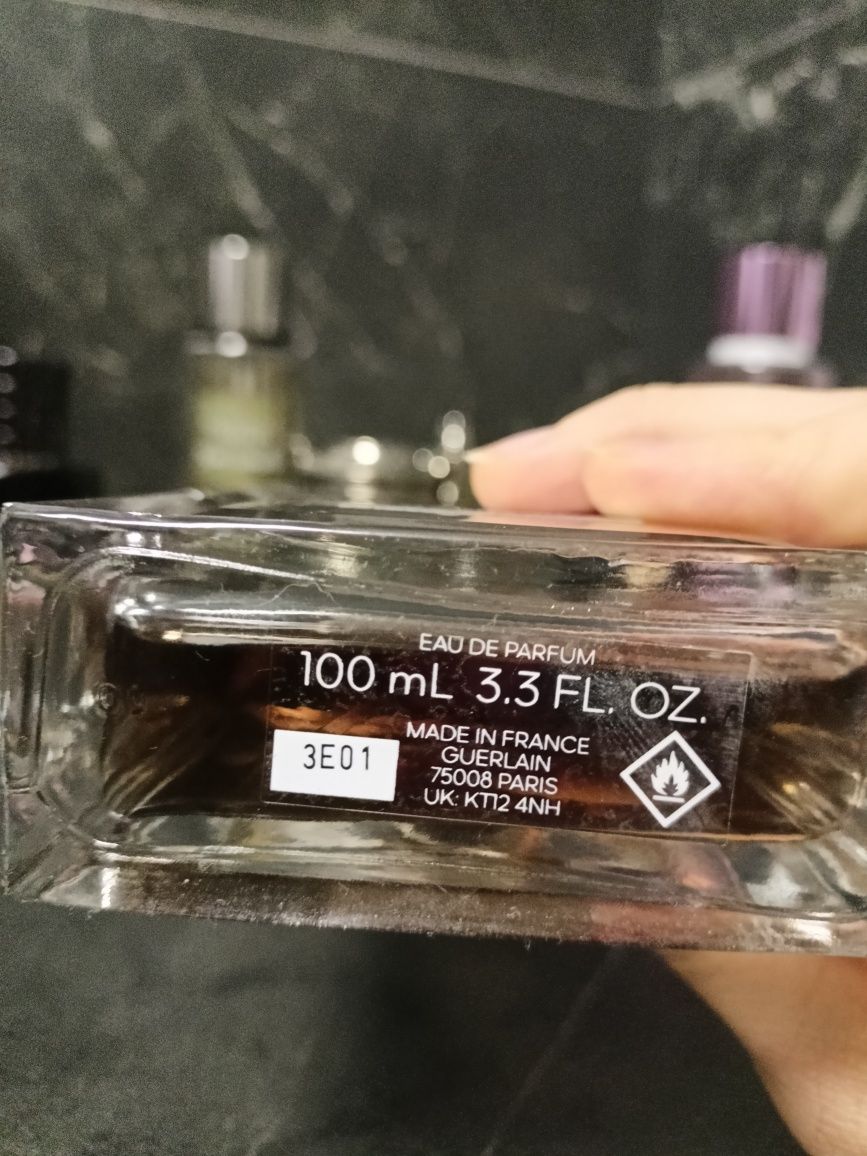 EAU DE PARFUM
100 mL 3.3 FL. OZ.
MADE IN FRANCE
GUERLAIN
75008 PARIS
UK: KT12 4NH
3E01